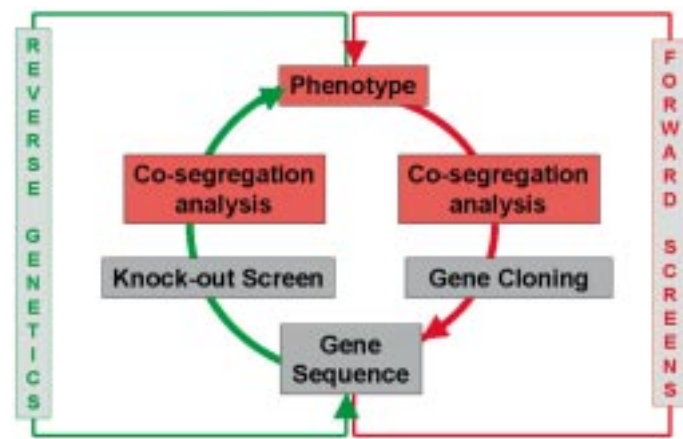 REVERSE GENETICS
Phenotype
FORWARD SCREENS
Co-segregation
analysis
Co-segregation
analysis
Knock-out Screen
Gene Cloning
Gene
Sequence